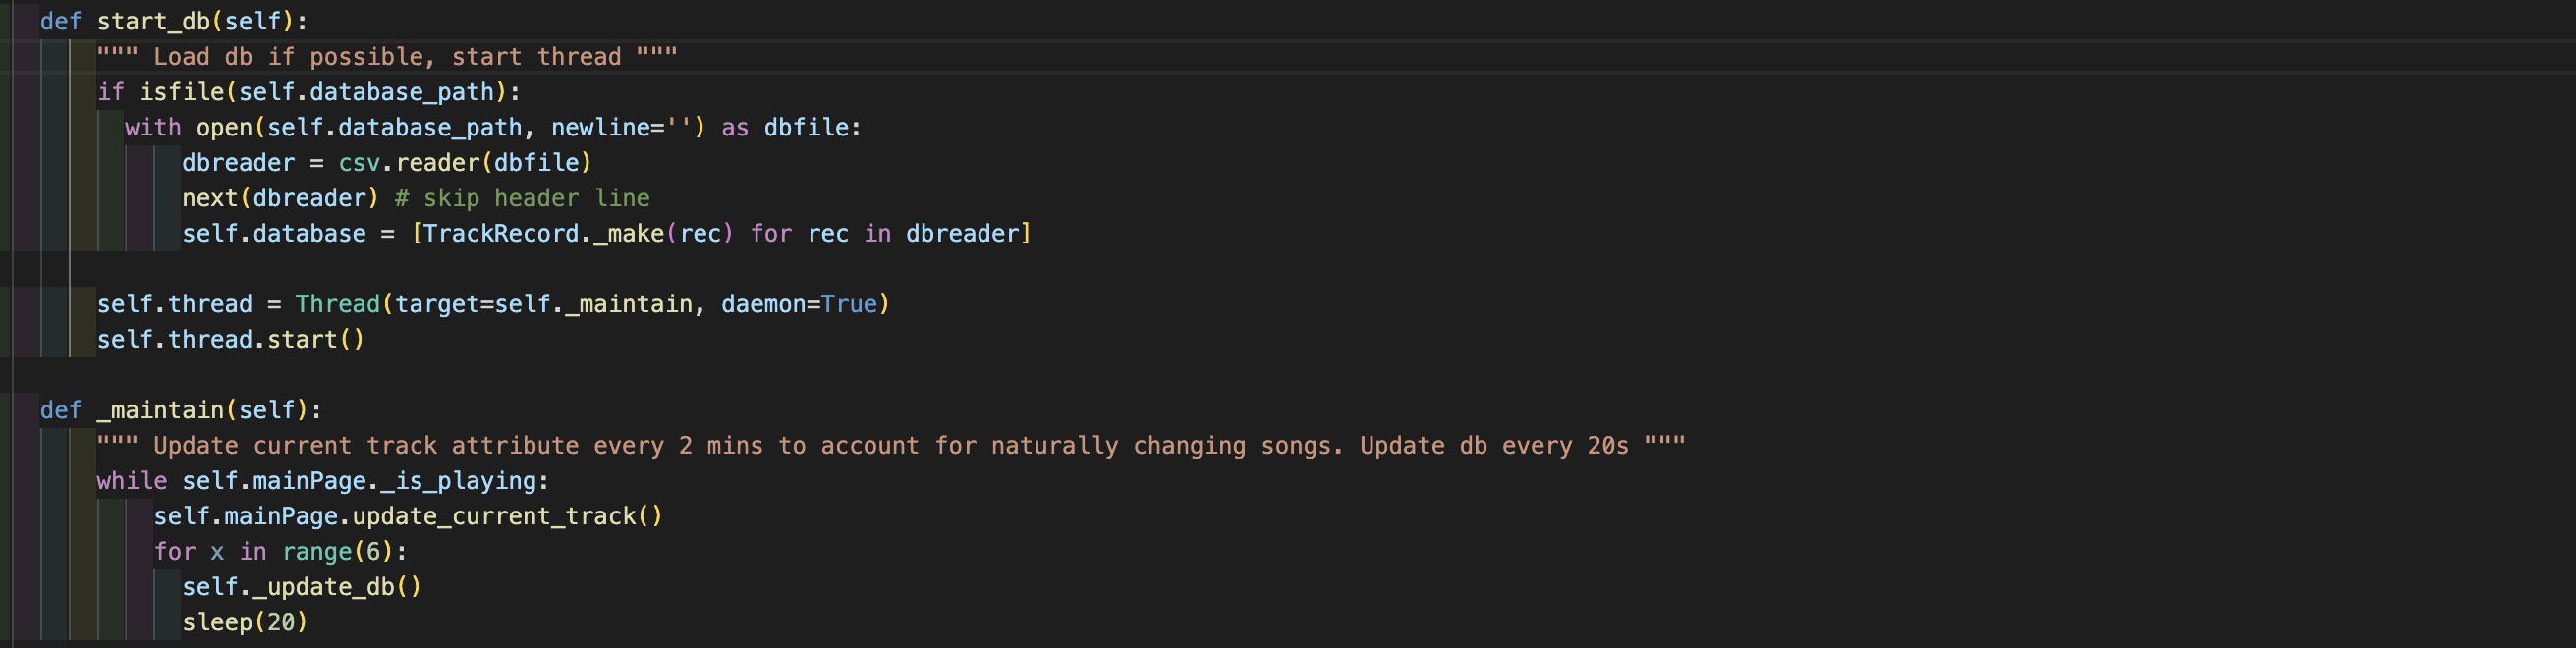 def start_db(self):
""" Load db if possible, start thread """
if isfile(self.database_path):
with open(self.database_path, newline='') as dbfile:
dbreader = csv.reader(dbfile)
next(dbreader) # skip header line
self.database = [TrackRecord._make(rec) for rec in dbreader]
self.thread = Thread(target=self._maintain, daemon=True)
self.thread.start()
def _maintain(self):
""" Update current track attribute every 2 mins to account for naturally changing songs. Update db every 20s """
while self.mainPage._is_playing:
self.mainPage.update_current_track()
for x in range(6):
self._update_db()
sleep(20)